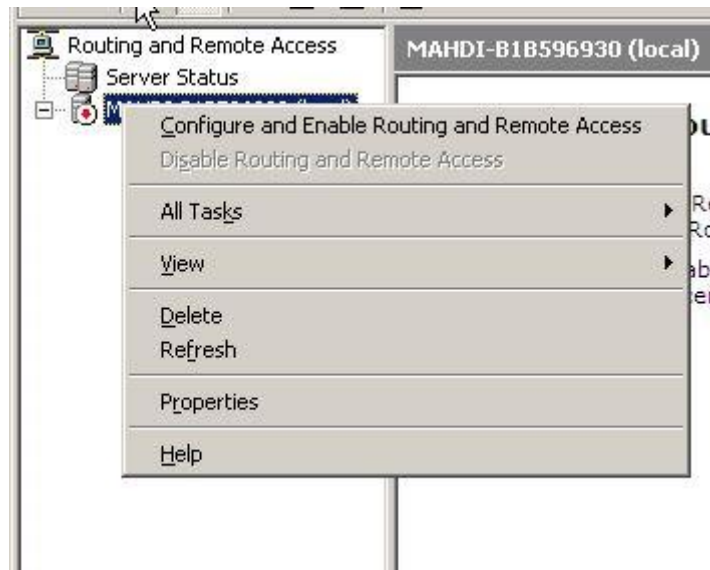 Routing and Remote Access
MAHDI-B1B596930 (local)
Server Status
Configure and Enable Routing and Remote Access
Disable Routing and Remote Access
All Tasks
View
Delete
Refresh
Properties
Help